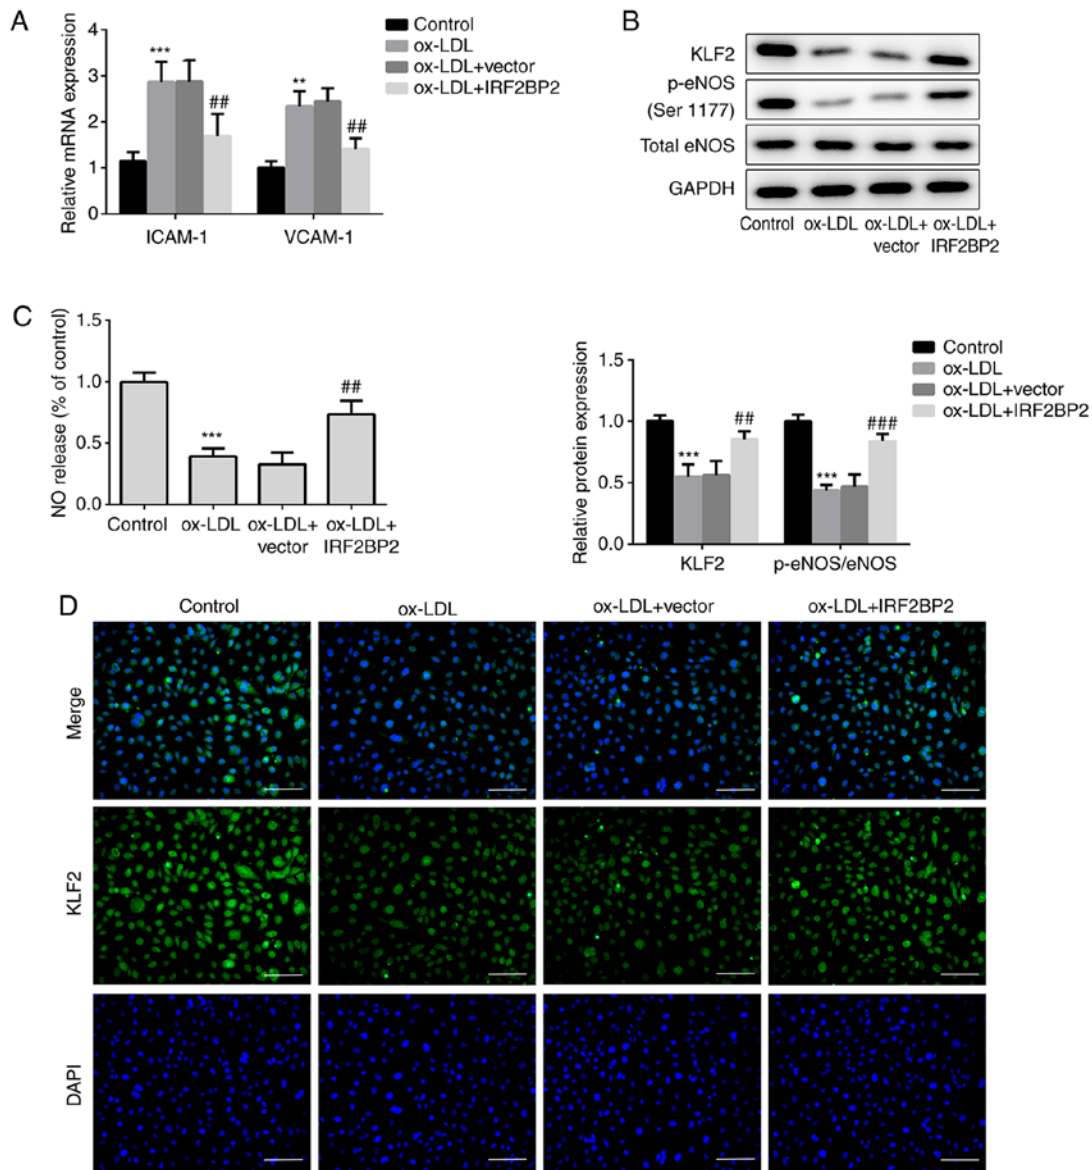 A
Relative mRNA expression
4
3
2
1
0
***
##
**
##
ICAM-1
VCAM-1
Control
ox-LDL
ox-LDL+vector
ox-LDL+IRF2BP2
B
KLF2
p-eNOS
(Ser 1177)
Total eNOS
GAPDH
Control
ox-LDL
ox-LDL+
vector
ox-LDL+
IRF2BP2
C
NO release (% of control)
1.5
1.0
0.5
0.0
***
##
Control
ox-LDL
ox-LDL+
vector
ox-LDL+
IRF2BP2
Relative protein expression
1.5
1.0
0.5
0.0
***
##
***
###
KLF2
p-eNOS/eNOS
Control
ox-LDL
ox-LDL+vector
ox-LDL+IRF2BP2
D
Control
ox-LDL
ox-LDL+vector
ox-LDL+IRF2BP2
Merge
KLF2
DAPI